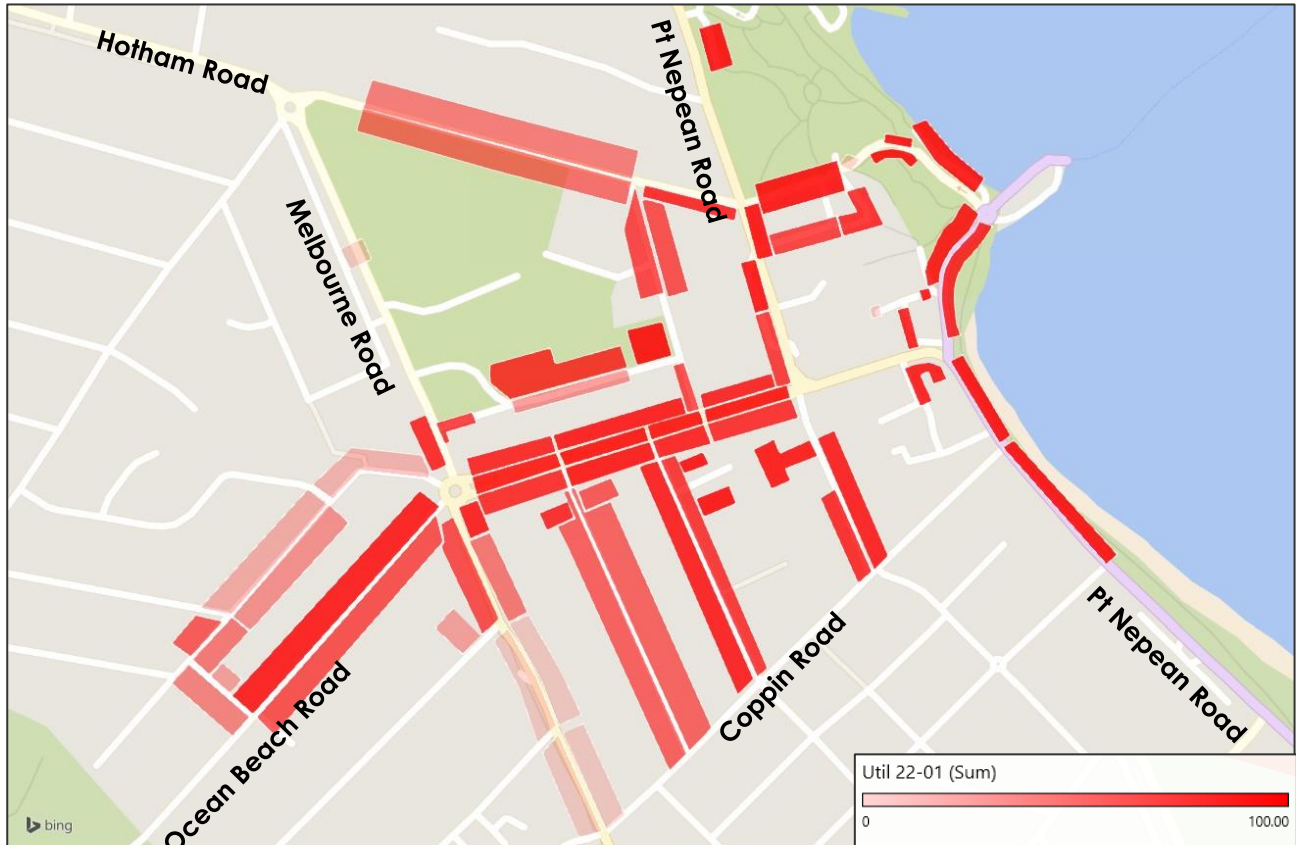 Hotham Road
Pt Nepean Road
Melbourne Road
Ocean Beach Road
Coppin Road
Pt Nepean Road
Util 22-01 (Sum)
0
100.00
bing